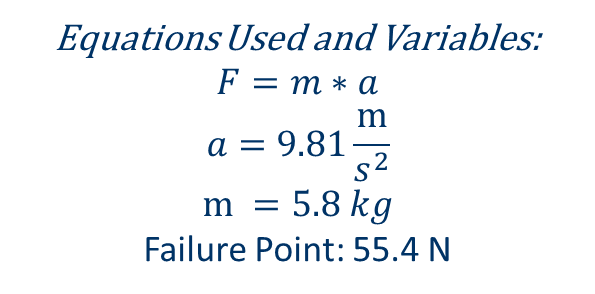 Equations Used and Variables:
F = m * a
a = 9.81 m/s²
m = 5.8 kg
Failure Point: 55.4 N